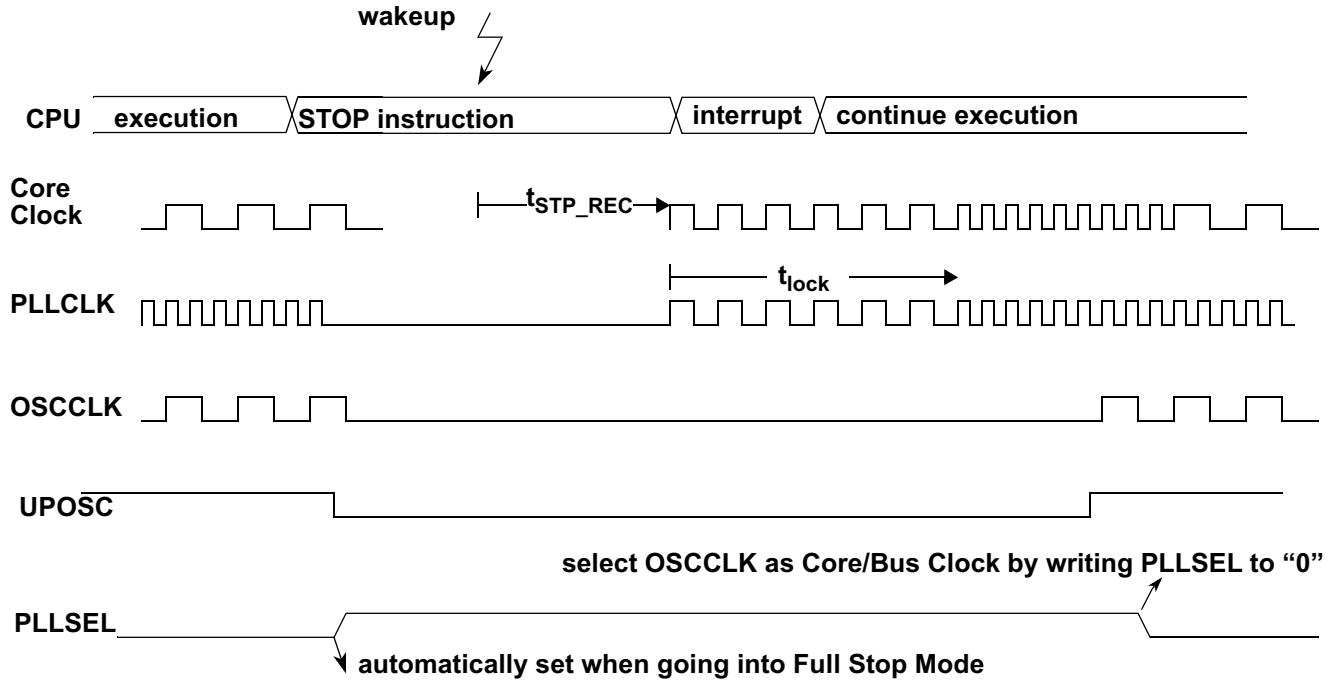 wakeup
CPU execution STOP instruction interrupt continue execution
Core
Clock
tSTP_REC
tlock
PLLCLK
OSCCLK
UPOSC
select OSCCLK as Core/Bus Clock by writing PLLSEL to “0”
PLLSEL
automatically set when going into Full Stop Mode